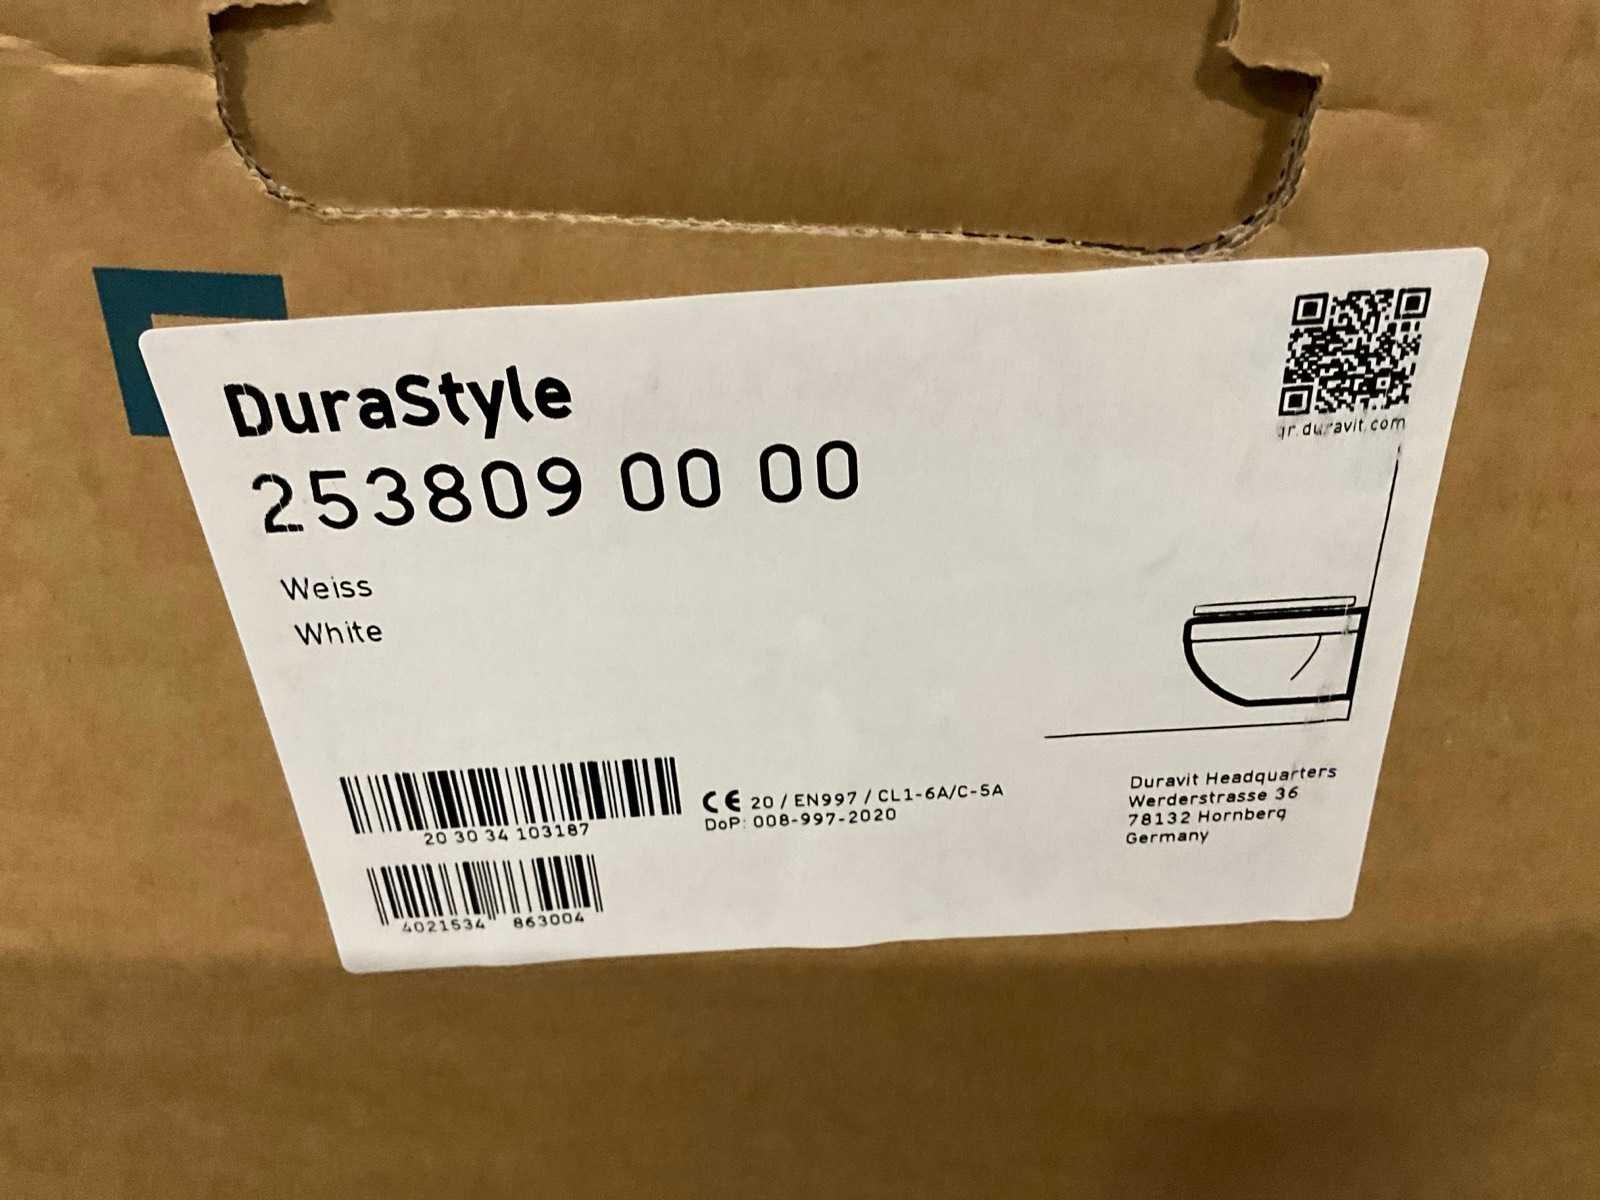 qr.duravit.com
DuraStyle
253809 00 00
Weiss
White
20 30 34 103187
4021534 863004
CE 20 / EN997 / CL1-6A/C-5A
DoP: 008-997-2020
Duravit Headquarters
Werderstrasse 36
78132 Hornberg
Germany